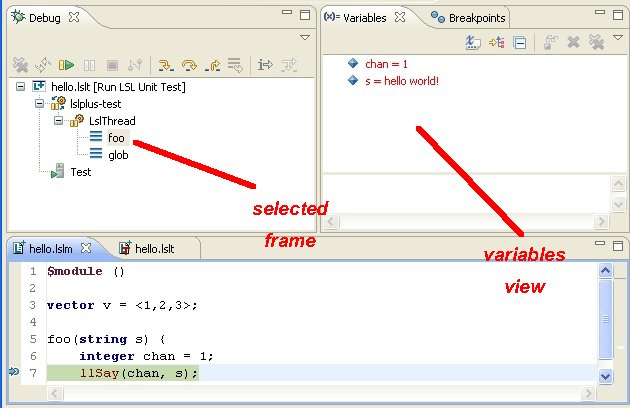 Debug
(x)= Variables
Breakpoints
hello.lslt [Run LSL Unit Test]
lslplus-test
LslThread
foo
glob
Test
chan = 1
s = hello world!
selected
frame
variables
view
hello.lslm
hello.lslt
1 $module ()
2
3 vector v = <1,2,3>;
4
5 foo(string s) {
6 integer chan = 1;
7 llSay(chan, s);